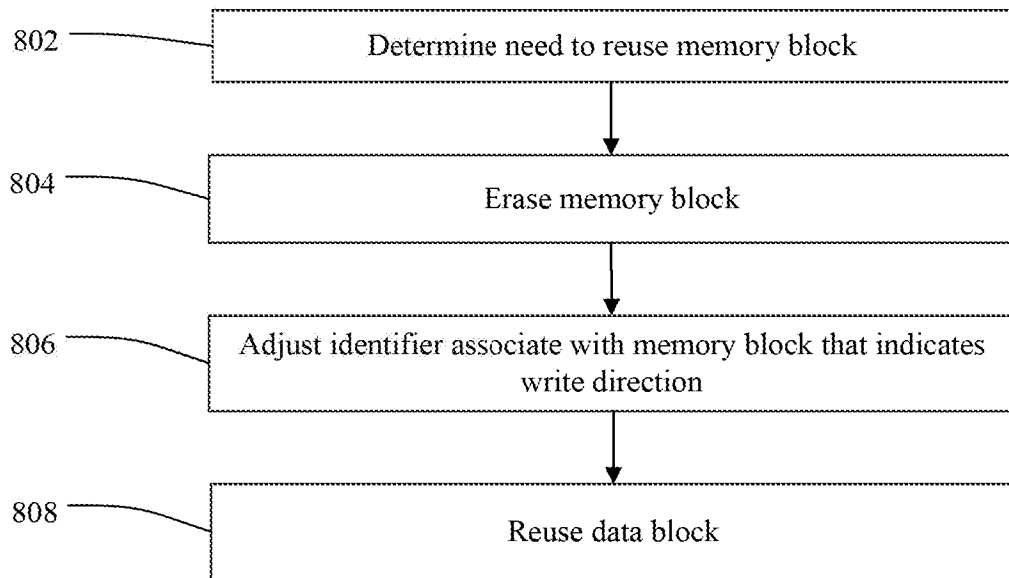 802
Determine need to reuse memory block
804
Erase memory block
806
Adjust identifier associate with memory block that indicates
write direction
808
Reuse data block